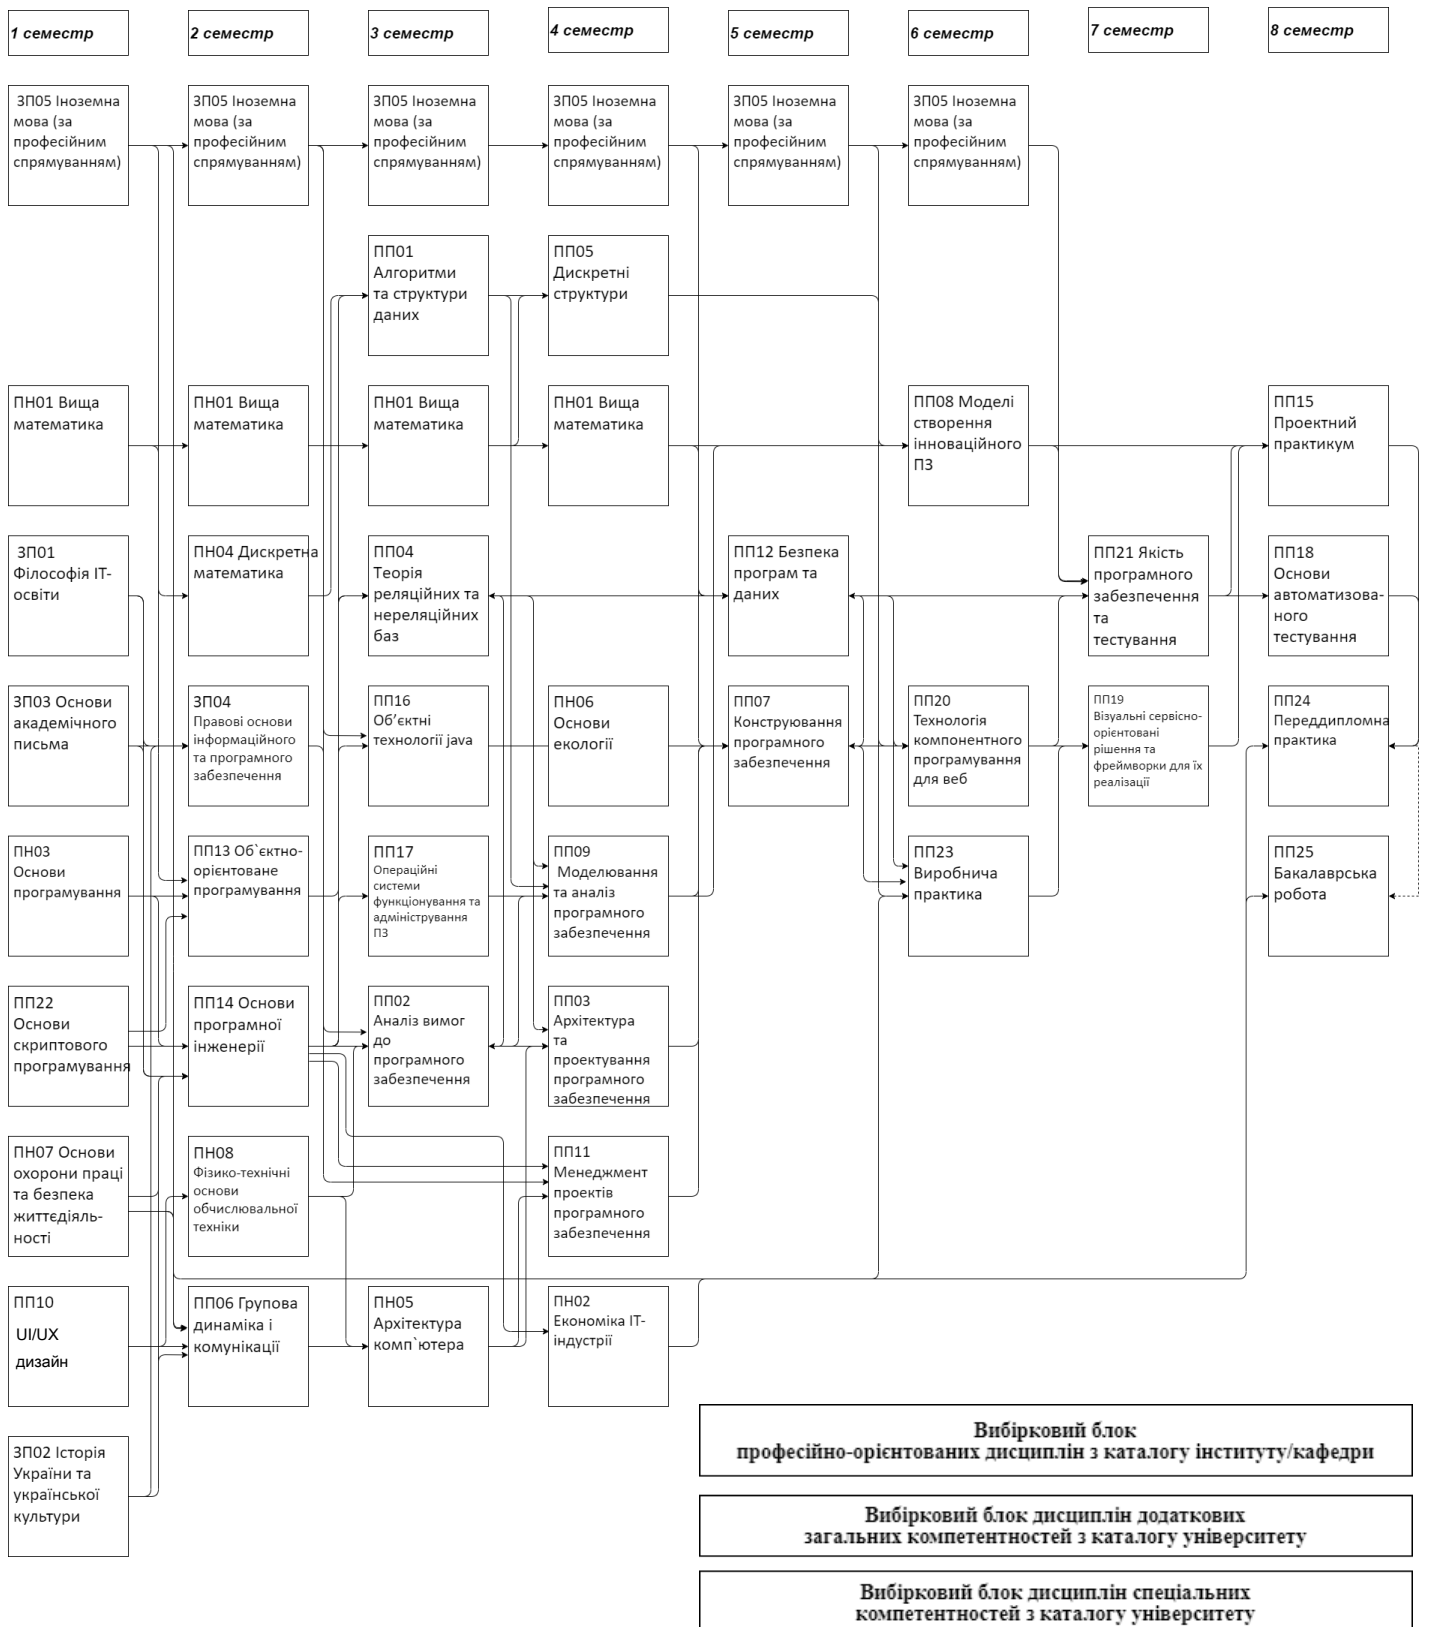 1 семестр
2 семестр
3 семестр
4 семестр
5 семестр
6 семестр
7 семестр
8 семестр
ЗП05 Іноземна
мова (за
професійним
спрямуванням)
ЗП05 Іноземна
мова (за
професійним
спрямуванням)
ЗП05 Іноземна
мова (за
професійним
спрямуванням)
ЗП05 Іноземна
мова (за
професійним
спрямуванням)
ЗП05 Іноземна
мова (за
професійним
спрямуванням)
ЗП05 Іноземна
мова (за
професійним
спрямуванням)
ПП01
Алгоритми
та структури
даних
ПП05
Дискретні
структури
ПН01 Вища
математика
ПН01 Вища
математика
ПН01 Вища
математика
ПН01 Вища
математика
ПП08 Моделі
створення
інноваційного
ПЗ
ПП15
Проектний
практикум
ЗП01
Філософія ІТ-
освіти
ПН04 Дискретна
математика
ПП04
Теорія
реляційних та
нереляційних
баз
ПП12 Безпека
програм та
даних
ПП21 Якість
програмного
забезпечення
та
тестування
ПП18
Основи
автоматизова-
ного
тестування
ЗП03 Основи
академічного
письма
ЗП04
Правові основи
інформаційного
та програмного
забезпечення
ПП16
Об’єктні
технології java
ПН06
Основи
екології
ПП07
Конструювання
програмного
забезпечення
ПП20
Технологія
компонентного
програмування
для веб
ПП19
Візуальні сервісно-
орієнтовані
рішення та
фреймворки для їх
реалізації
ПП24
Переддипломна
практика
ПН03
Основи
програмування
ПП13 Об`єктно-
орієнтоване
програмування
ПП17
Операційні
системи
функціонування та
адміністрування
ПЗ
ПП09
Моделювання
та аналіз
програмного
забезпечення
ПП23
Виробнича
практика
ПП25
Бакалаврська
робота
ПП22
Основи
скриптового
програмування
ПП14 Основи
програмної
інженерії
ПП02
Аналіз вимог
до
програмного
забезпечення
ПП03
Архітектура
та
проектування
програмного
забезпечення
ПН07 Основи
охорони праці
та безпека
життєдіяль-
ності
ПН08
Фізико-технічні
основи
обчислювальної
техніки
ПП11
Менеджмент
проектів
програмного
забезпечення
ПП10
UI/UX
дизайн
ПП06 Групова
динаміка і
комунікації
ПН05
Архітектура
комп`ютера
ПН02
Економіка ІТ-
індустрії
ЗП02 Історія
України та
української
культури
Вибірковий блок
професійно-орієнтованих дисциплін з каталогу інституту/кафедри
Вибірковий блок дисциплін додаткових
загальних компетентностей з каталогу університету
Вибірковий блок дисциплін спеціальних
компетентностей з каталогу університету